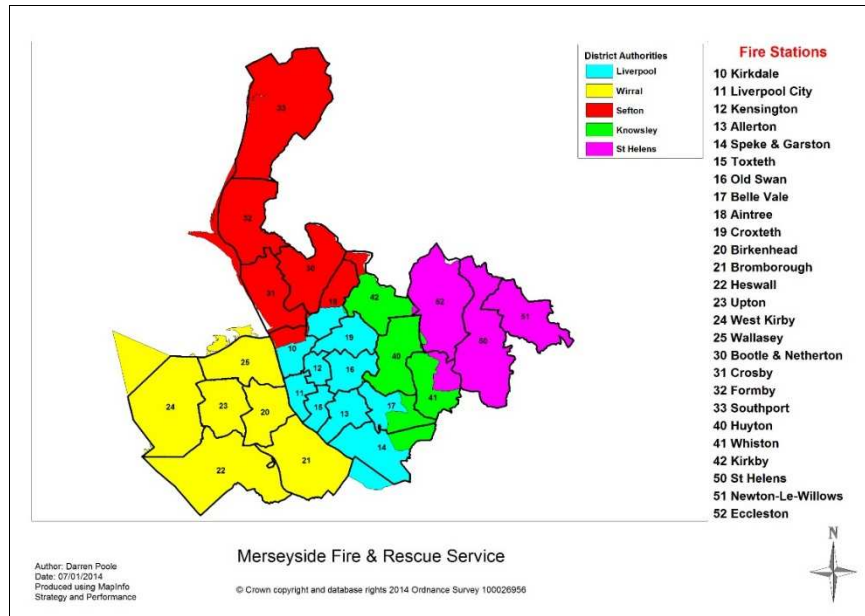 District Authorities
Liverpool
Wirral
Sefton
Knowsley
St Helens
Fire Stations
10 Kirkdale
11 Liverpool City
12 Kensington
13 Allerton
14 Speke & Garston
15 Toxteth
16 Old Swan
17 Belle Vale
18 Aintree
19 Croxteth
20 Birkenhead
21 Bromborough
22 Heswall
23 Upton
24 West Kirby
25 Wallasey
30 Bootle & Netherton
31 Crosby
32 Formby
33 Southport
40 Huyton
41 Whiston
42 Kirkby
50 St Helens
51 Newton-Le-Willows
52 Eccleston
33
32
30
31
18
42
52
51
50
10
19
40
25
12
16
41
24
23
20
11
15
13
17
14
22
21
N
Merseyside Fire & Rescue Service
© Crown copyright and database rights 2014 Ordnance Survey 100026956
Author: Darren Poole
Date: 07/01/2014
Produced using MapInfo
Strategy and Performance